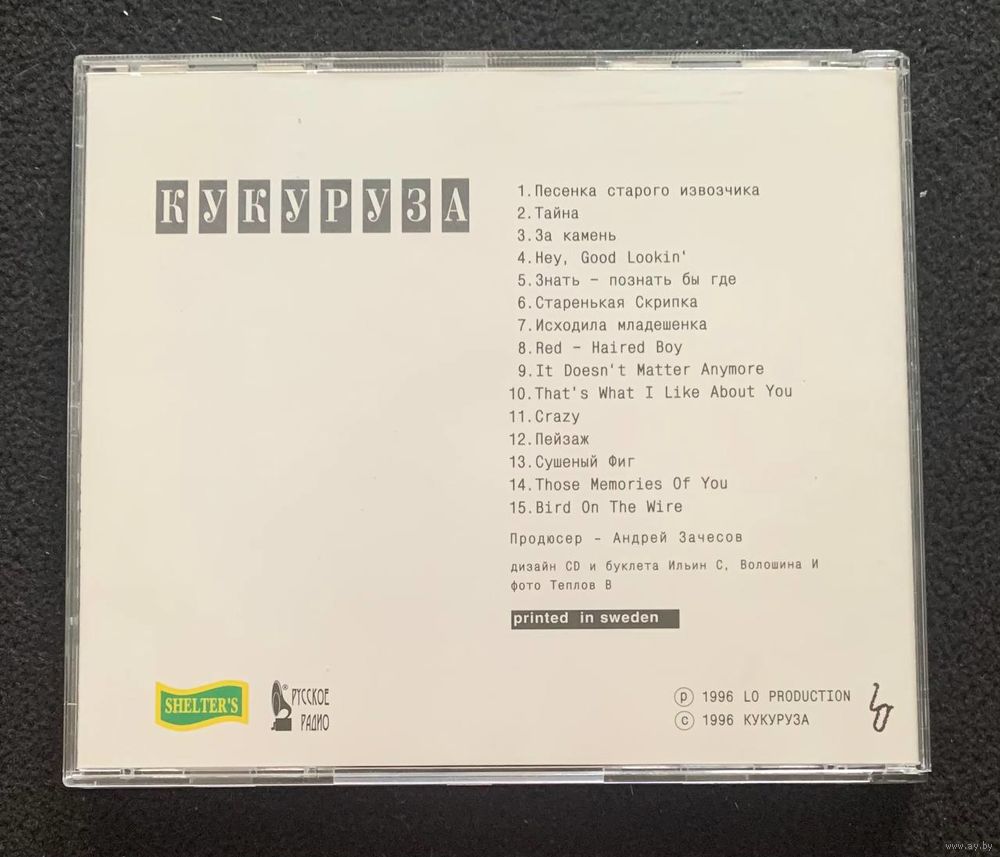 КУКУРУЗА
1.Песенка старого извозчика
2.Тайна
3.За камень
4.Hey, Good Lookin'
5.Знать – познать бы где
6.Старенькая Скрипка
7.Исходила младешенка
8.Red – Haired Boy
9.It Doesn't Matter Anymore
10.That's What I Like About You
11.Crazy
12.Пейзаж
13.Сушеный Фиг
14.Those Memories Of You
15.Bird On The Wire
Продюсер – Андрей Зачесов
дизайн CD и буклета Ильин С, Волошина И
фото Теплов В
printed in sweden
SHELTER'S
® РУССКОЕ
РАДИО
℗ 1996 LO PRODUCTION
© 1996 КУКУРУЗА
LO
www.ay.by